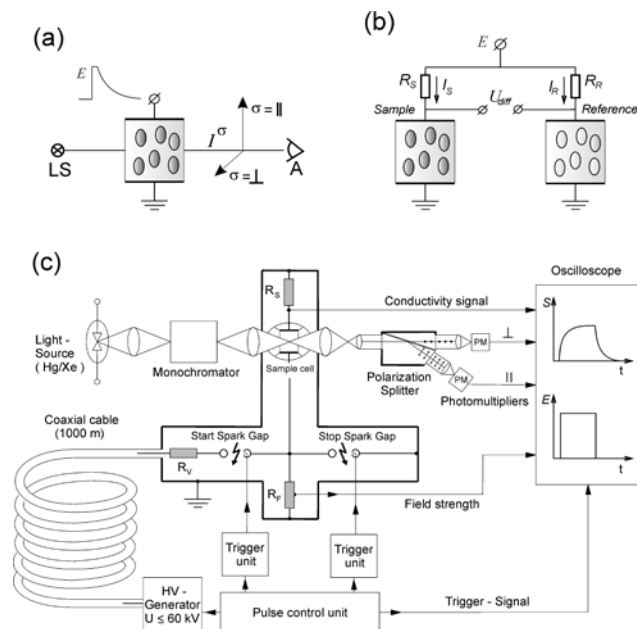 (a)
E
LS
I^σ
σ=||
σ=⊥
A
(b)
E
R_S
I_S
U_diff
I_R
R_R
Sample
Reference
(c)
R_S
Conductivity signal
Oscilloscope
S
t
E
t
Light -
Source
( Hg/Xe )
Monochromator
Sample cell
Polarization
Splitter
PM
⊥
PM
||
Photomultipliers
Coaxial cable
(1000 m)
R_V
Start Spark Gap
Stop Spark Gap
R_F
Field strength
Trigger
unit
Trigger
unit
HV -
Generator
U ≤ 60 kV
Pulse control unit
Trigger - Signal